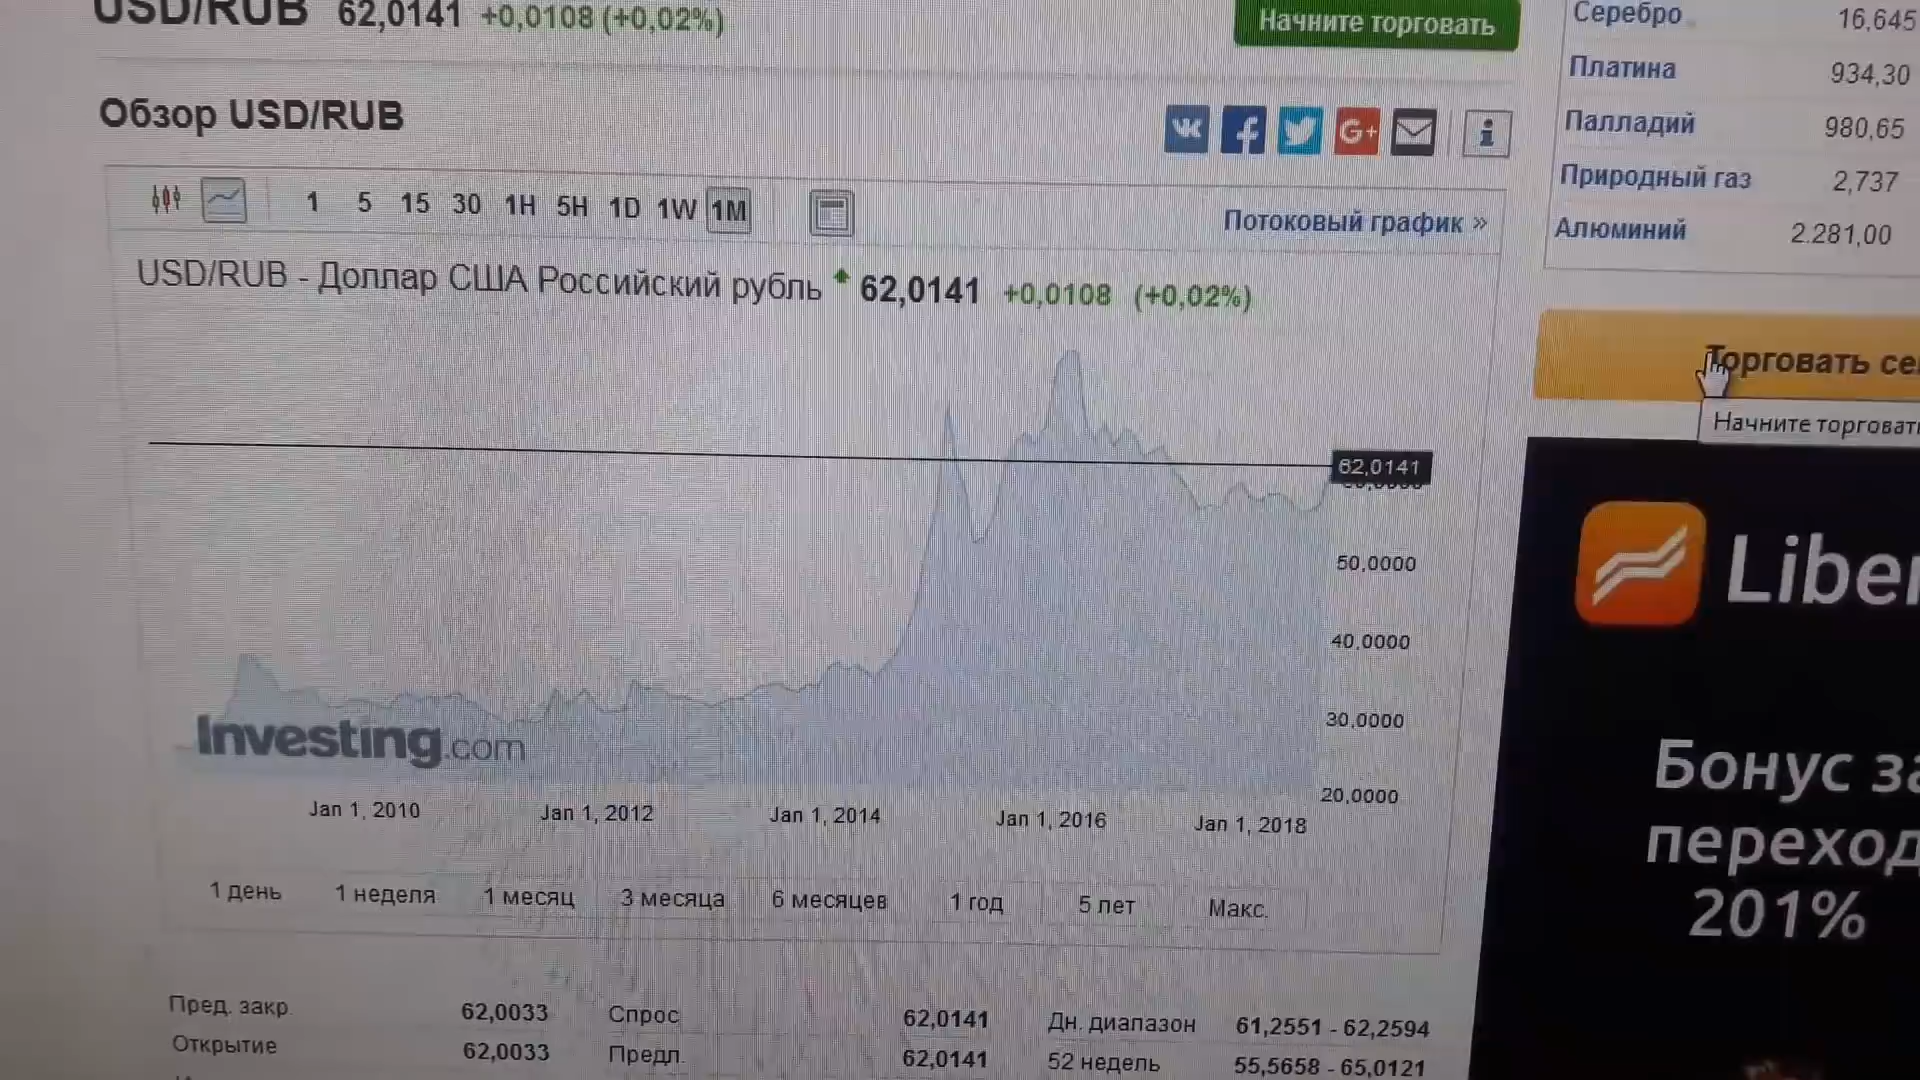 USD/RUB 62,0141 +0,0108 (+0,02%)
Начните торговать
Обзор USD/RUB
G+
i
1 5 15 30 1H 5H 1D 1W 1M
Потоковый график »
USD/RUB - Доллар США Российский рубль 62,0141 +0,0108 (+0,02%)
62,0141
50,0000
40,0000
30,0000
20,0000
Investing.com
Jan 1, 2010 Jan 1, 2012 Jan 1, 2014 Jan 1, 2016 Jan 1, 2018
1 день 1 неделя 1 месяц 3 месяца 6 месяцев 1 год 5 лет Макс.
Пред. закр. 62,0033 Спрос 62,0141 Дн. диапазон 61,2551 - 62,2594
Открытие 62,0033 Предл. 62,0141 52 недель 55,5658 - 65,0121
Серебро 16,645
Платина 934,30
Палладий 980,65
Природный газ 2,737
Алюминий 2.281,00
Торговать се
Начните торговат
Liber
Бонус за
переход
201%